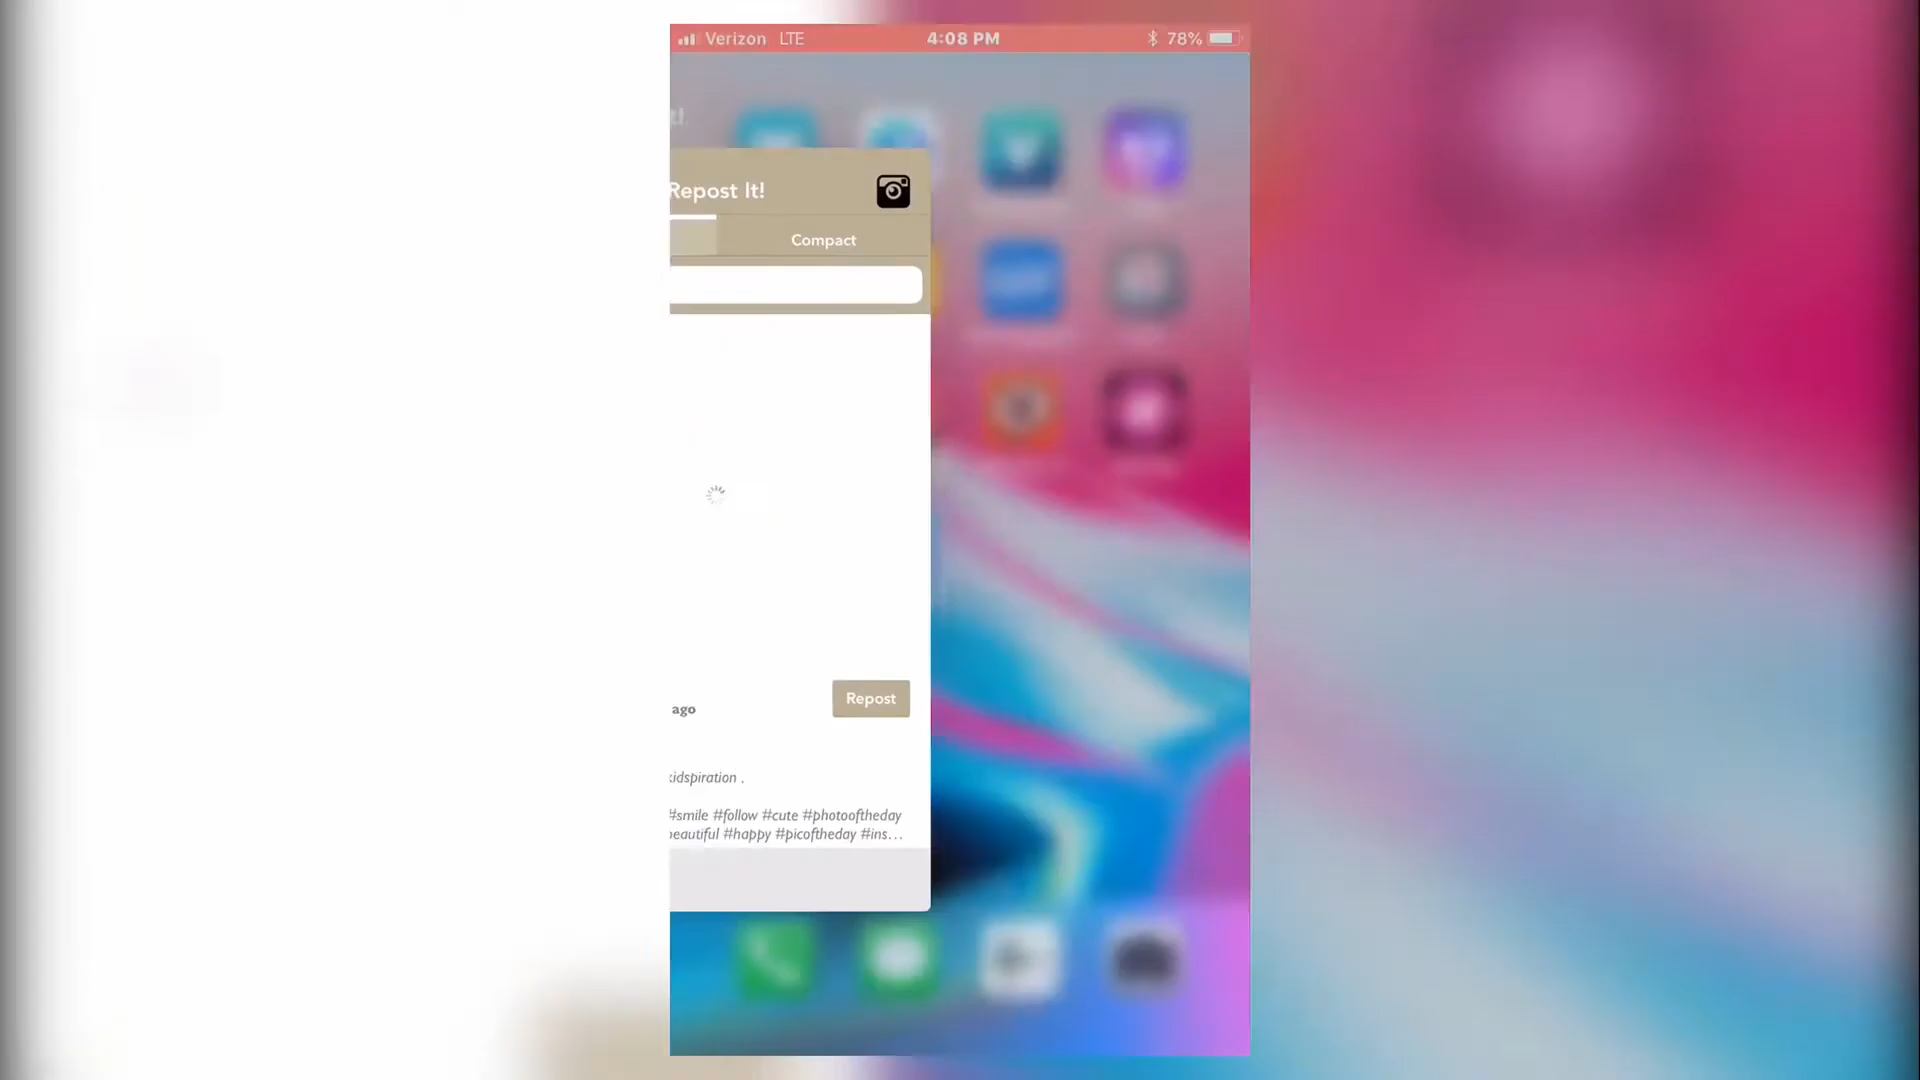 Verizon LTE 4:08 PM 78%
Repost It!
Compact
ago
Repost
kidspiration .
#smile #follow #cute #photooftheday
beautiful #happy #picoftheday #ins...